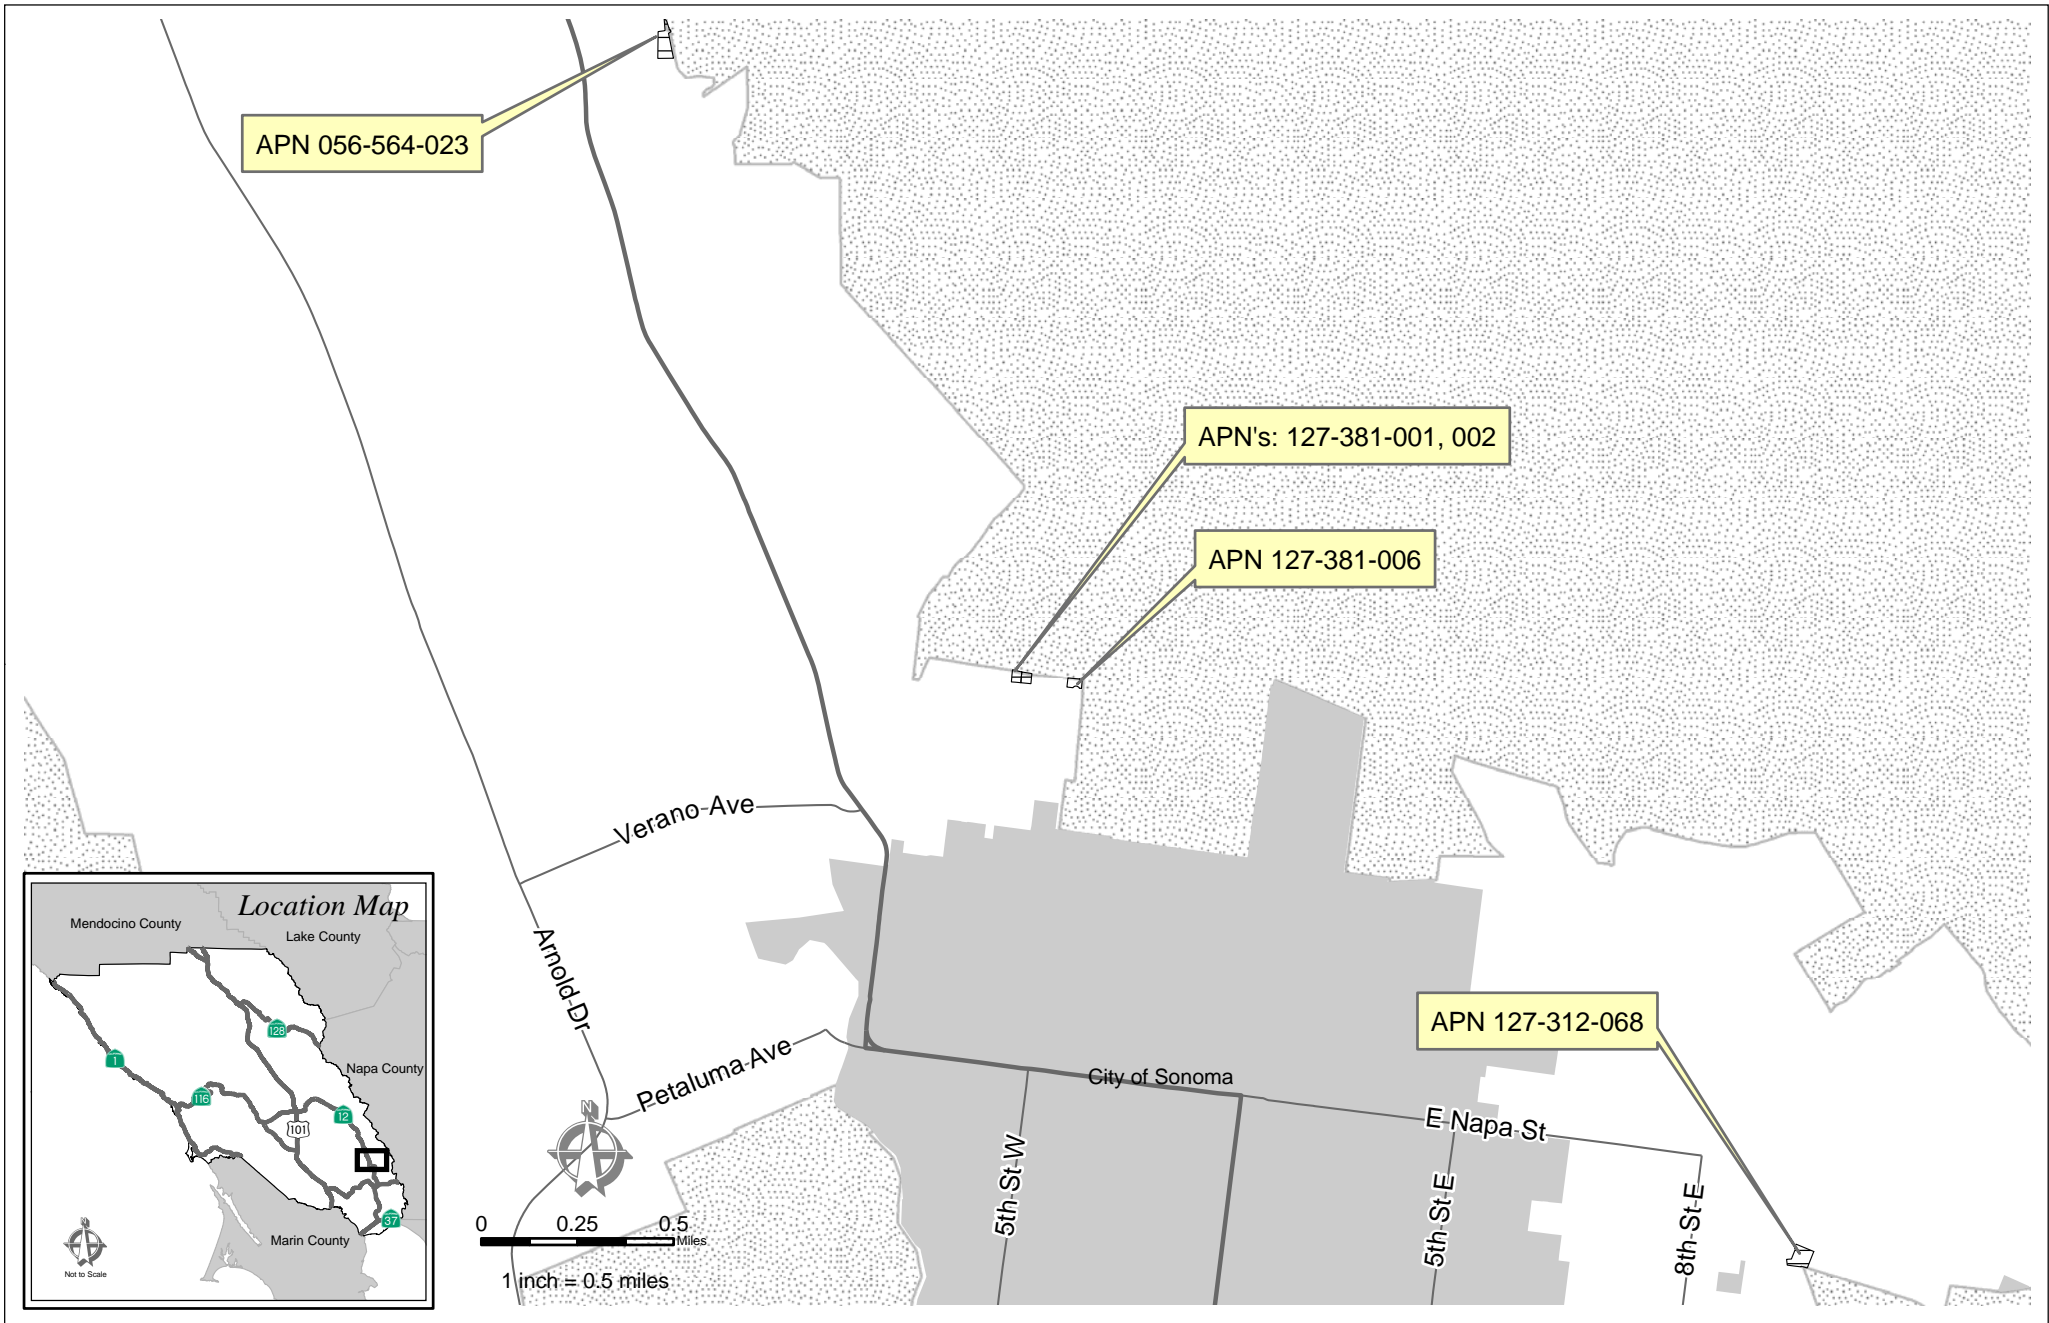 APN 056-564-023
APN's: 127-381-001, 002
APN 127-381-006
Verano Ave
Arnold Dr
Petaluma Ave
City of Sonoma
APN 127-312-068
E Napa St
5th St W
5th St E
8th St E
N
0 0.25 0.5
Miles
1 inch = 0.5 miles
Location Map
Mendocino County
Lake County
Napa County
Marin County
128
1
116
12
101
37
N
Not to Scale